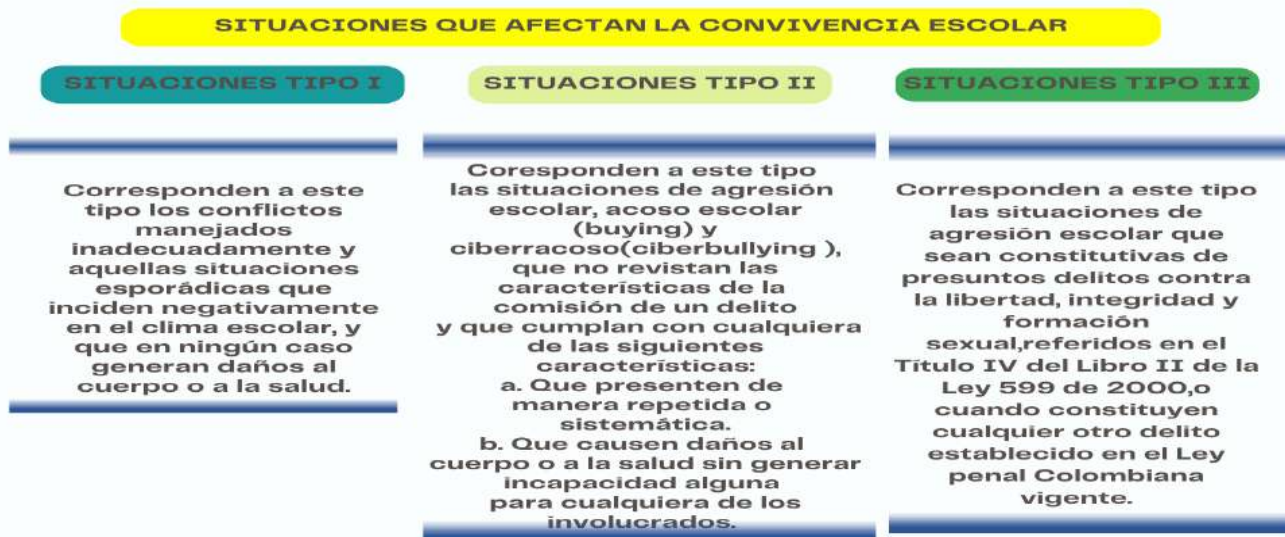 SITUACIONES QUE AFECTAN LA CONVIVENCIA ESCOLAR
SITUACIONES TIPO I
Corresponden a este
tipo los conflictos
manejados
inadecuadamente y
aquellas situaciones
esporádicas que
inciden negativamente
en el clima escolar, y
que en ningún caso
generan daños al
cuerpo o a la salud.
SITUACIONES TIPO II
Coresponden a este tipo
las situaciones de agresión
escolar, acoso escolar
(buying) y
ciberracoso(ciberbullying ),
que no revistan las
características de la
comisión de un delito
y que cumplan con cualquiera
de las siguientes
características:
a. Que presenten de
manera repetida o
sistemática.
b. Que causen daños al
cuerpo o a la salud sin generar
incapacidad alguna
para cualquiera de los
involucrados.
SITUACIONES TIPO III
Corresponden a este tipo
las situaciones de
agresión escolar que
sean constitutivas de
presuntos delitos contra
la libertad, integridad y
formación
sexual,referidos en el
Título IV del Libro II de la
Ley 599 de 2000,o
cuando constituyen
cualquier otro delito
establecido en el Ley
penal Colombiana
vigente.